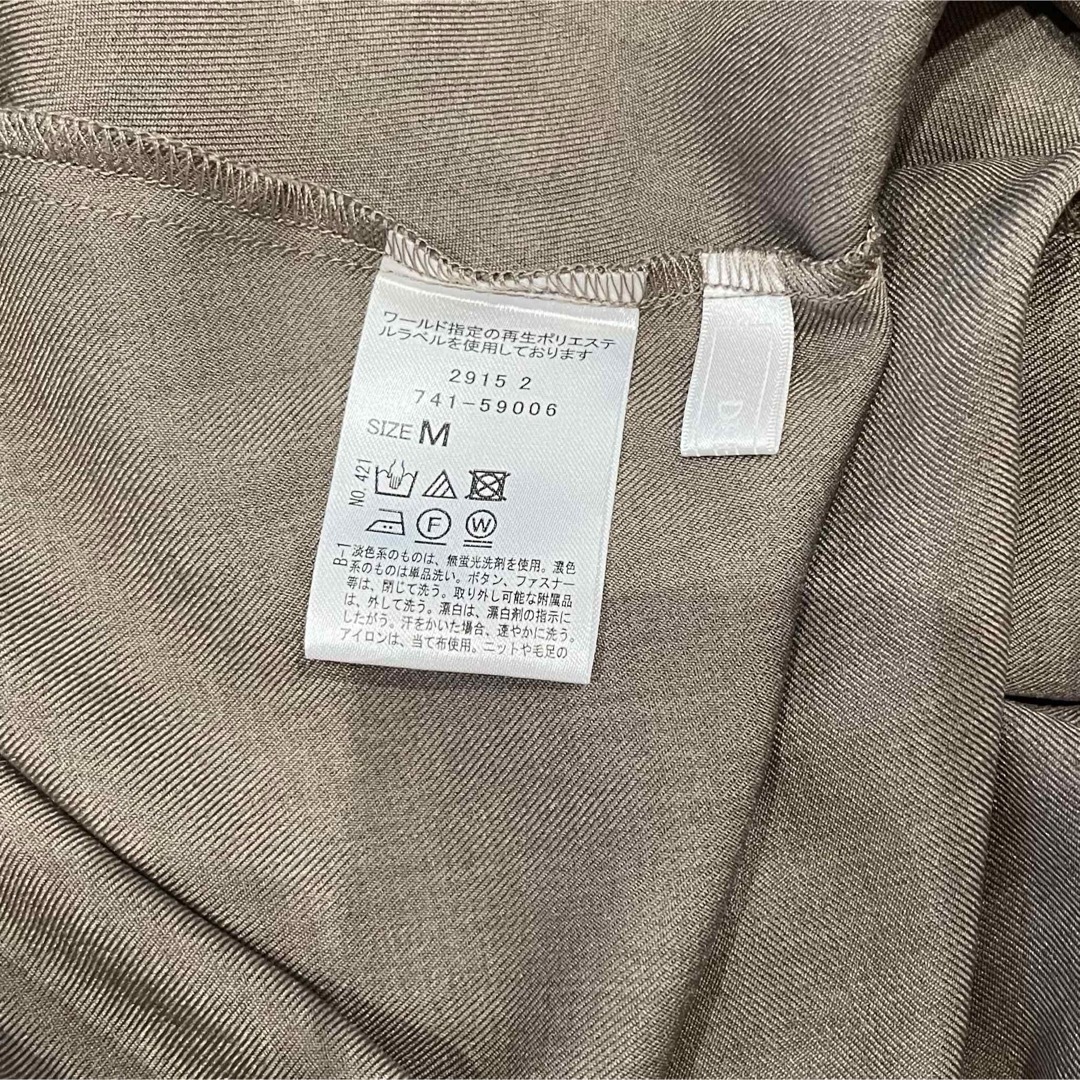 ワールド指定の再生ポリエステ
ルラベルを使用しております
2915 2
741-59006
SIZE M
NO. 421
F W
B-1
淡色系のものは、無蛍光洗剤を使用。濃色
系のものは単品洗い。ボタン、ファスナー
等は、閉じて洗う。取り外し可能な附属品
は、外して洗う。漂白は、漂白剤の指示に
したがう。汗をかいた場合、速やかに洗う。
アイロンは、当て布使用。ニットや毛足の